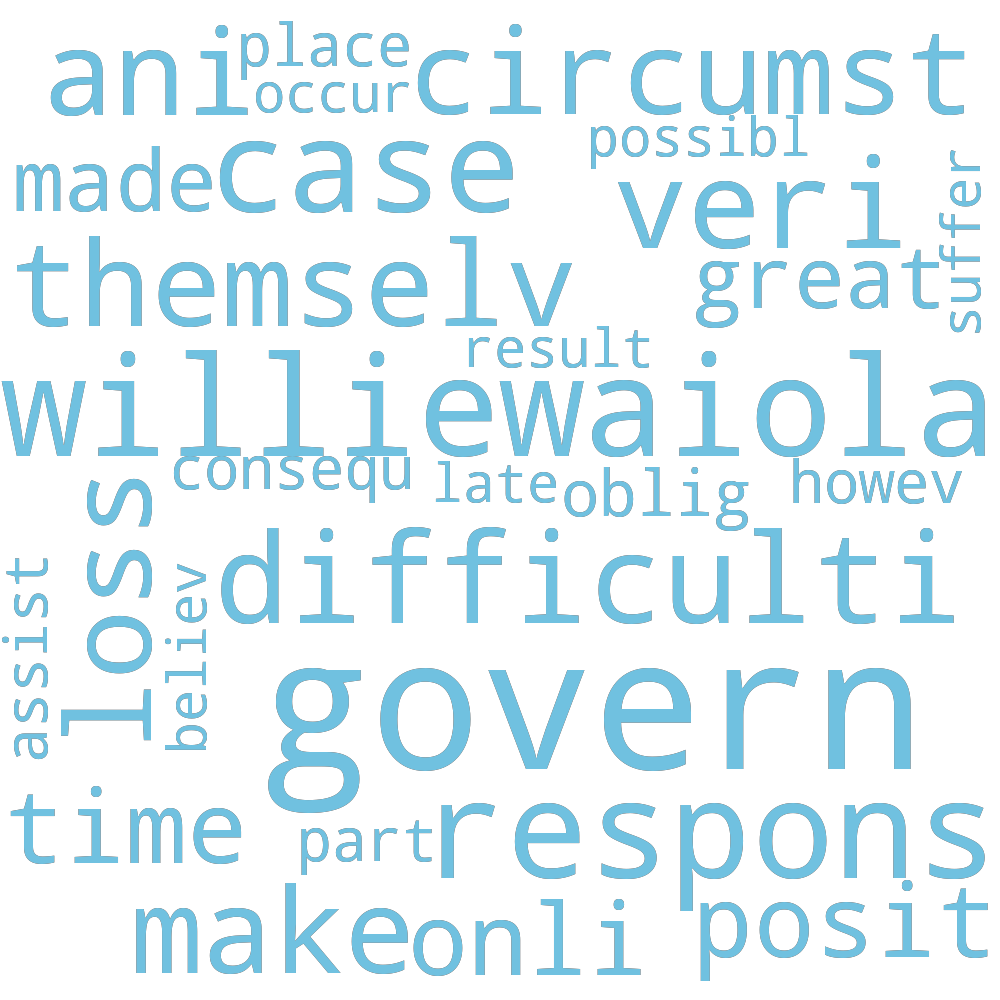 ani
place
circumst
occur
possibl
made
case
veri
suffer
themselv
great
result
williewaiola
consequ
late
oblig
howev
loss
assist
believ
difficulti
govern
time
part
respons
make
onli
posit